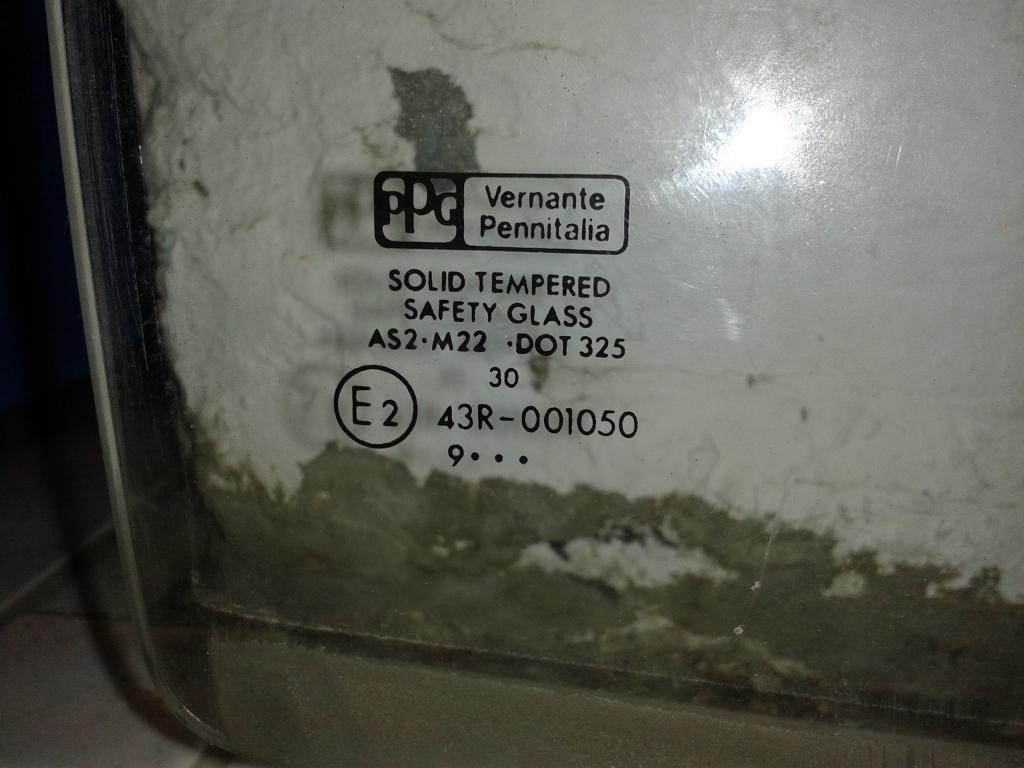 PPG Vernante
Pennitalia
SOLID TEMPERED
SAFETY GLASS
AS2·M22 ·DOT 325
30
E2 43R-001050
9•••